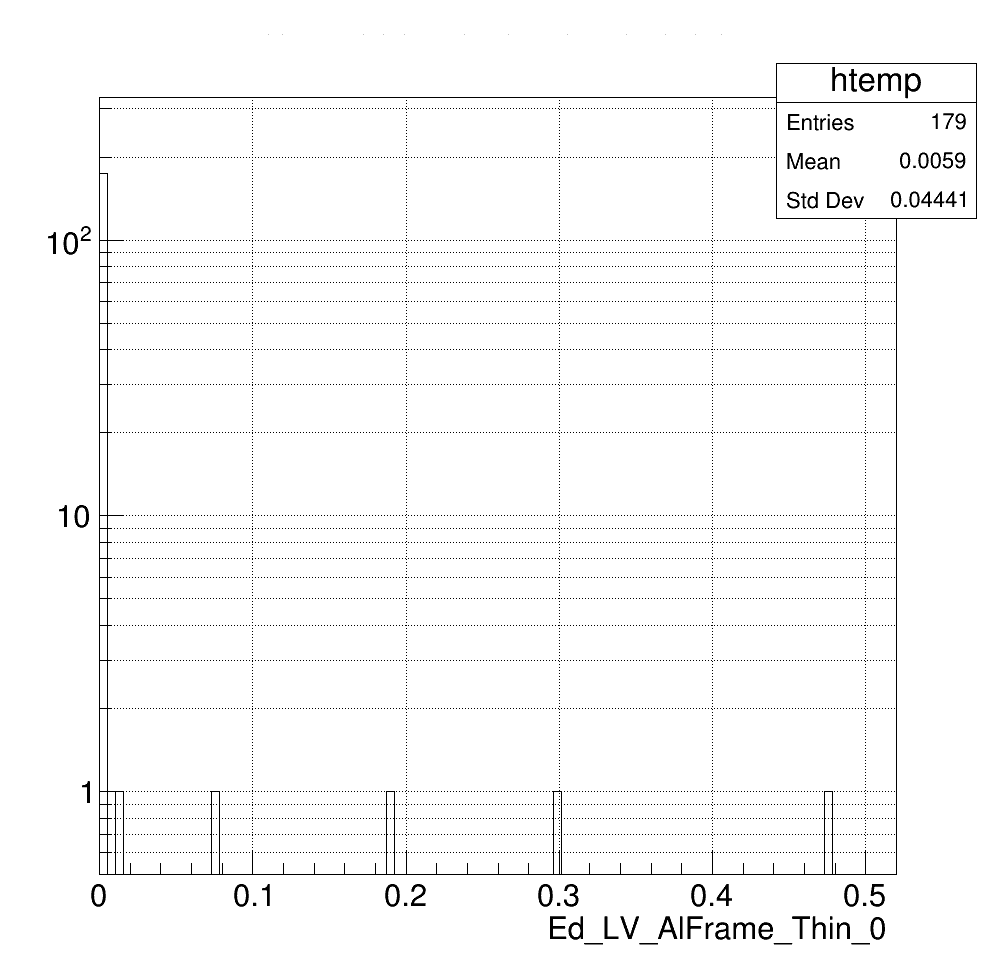 htemp
Entries 179
Mean 0.0059
Std Dev 0.04441
10²
10
1
0 0.1 0.2 0.3 0.4 0.5
Ed_LV_AlFrame_Thin_0